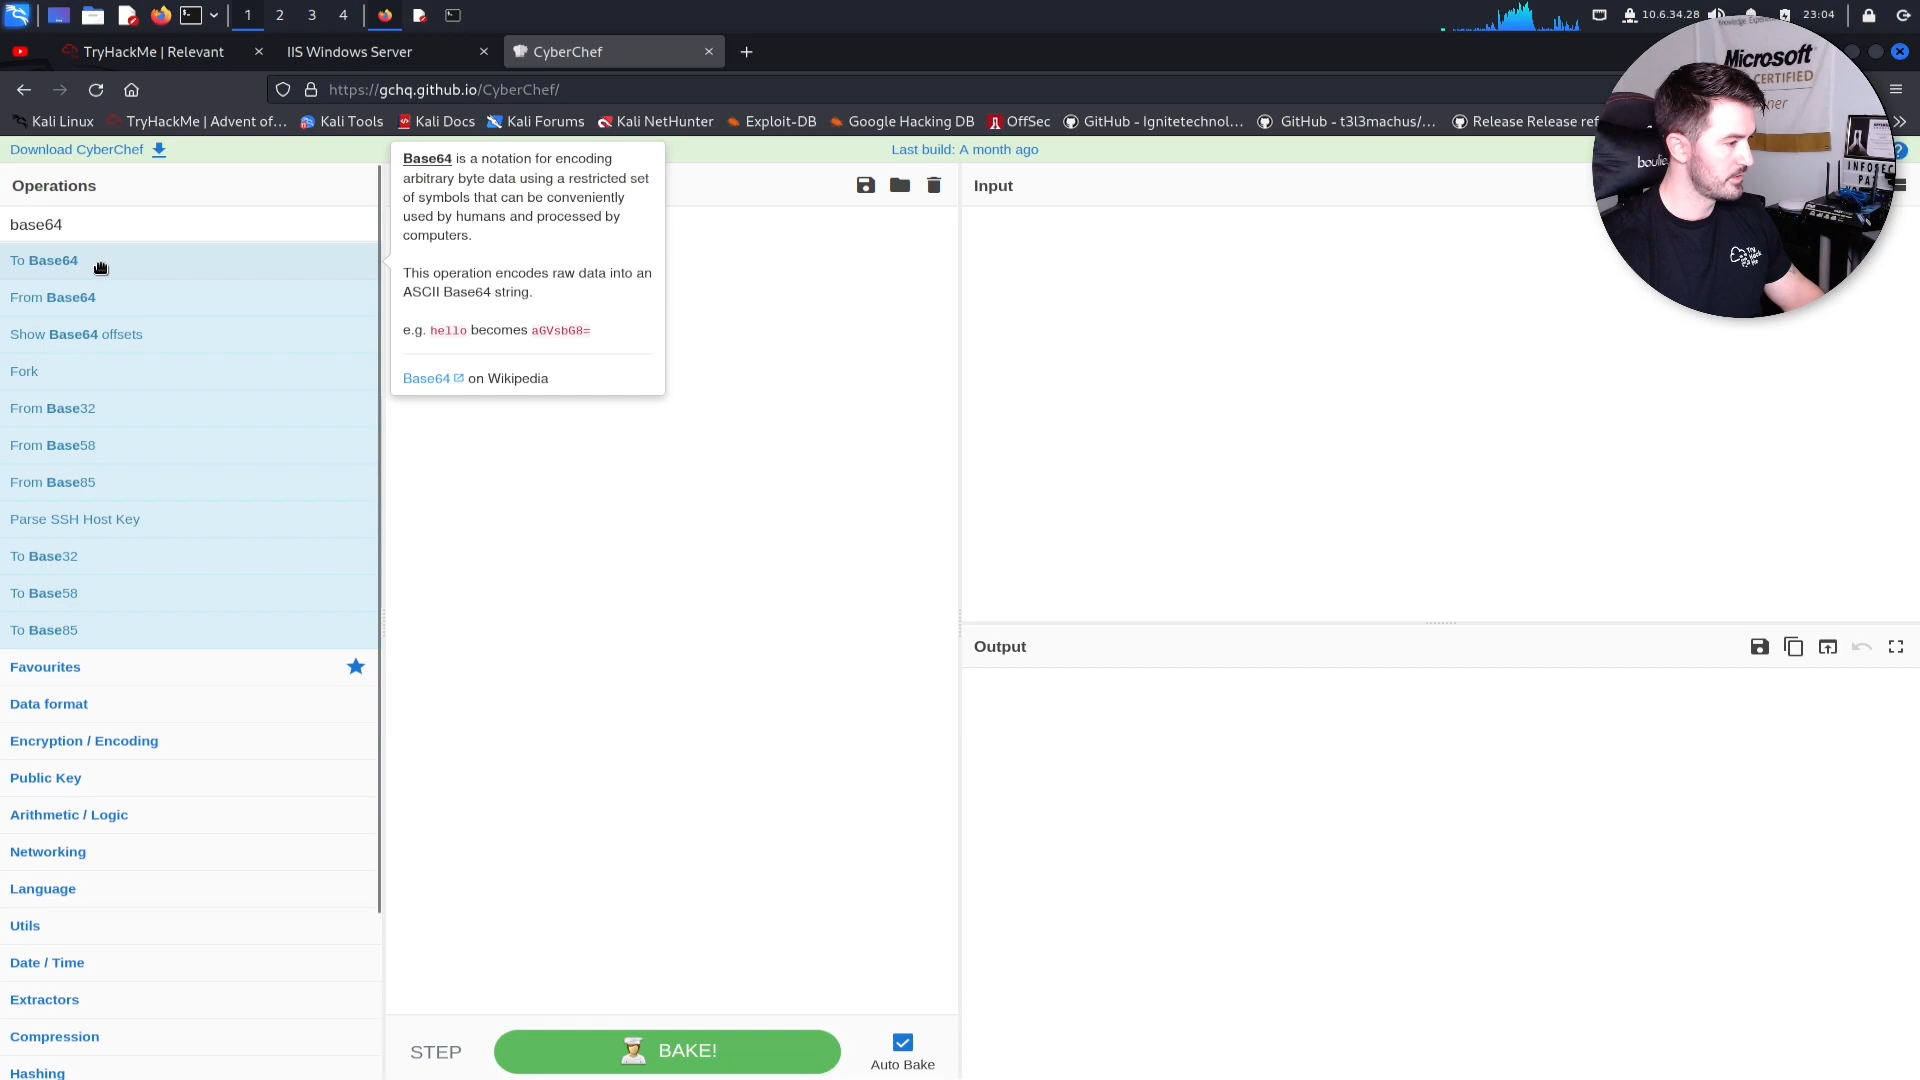 1 2 3 4 10.6.34.28 23:04
TryHackMe | Relevant
IIS Windows Server
CyberChef
https://gchq.github.io/CyberChef/
Kali Linux
TryHackMe | Advent of…
Kali Tools
Kali Docs
Kali Forums
Kali NetHunter
Exploit-DB
Google Hacking DB
OffSec
GitHub - Ignitetechnol…
GitHub - t3l3machus/…
Release Release ref
Download CyberChef
Last build: A month ago
Operations
base64
To Base64
From Base64
Show Base64 offsets
Fork
From Base32
From Base58
From Base85
Parse SSH Host Key
To Base32
To Base58
To Base85
Favourites
Data format
Encryption / Encoding
Public Key
Arithmetic / Logic
Networking
Language
Utils
Date / Time
Extractors
Compression
Hashing
Base64 is a notation for encoding
arbitrary byte data using a restricted set
of symbols that can be conveniently
used by humans and processed by
computers.
This operation encodes raw data into an
ASCII Base64 string.
e.g. hello becomes aGVsbG8=
Base64 on Wikipedia
STEP
BAKE!
Auto Bake
Input
Output
Microsoft
CERTIFIED
INFOSEC